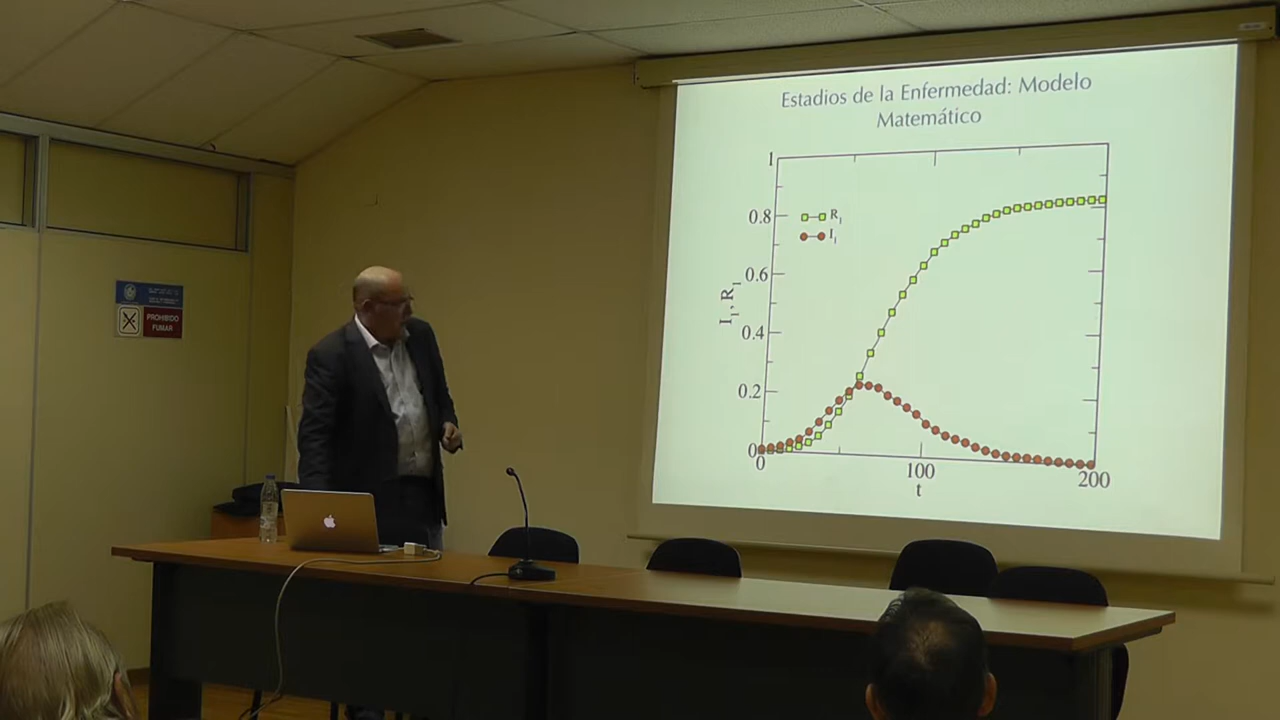 Estadios de la Enfermedad: Modelo
Matemático
1
0.8
0.6
0.4
0.2
0
I₁, R₁
R₁
I₁
0
100
200
t
PROHIBIDO
FUMAR